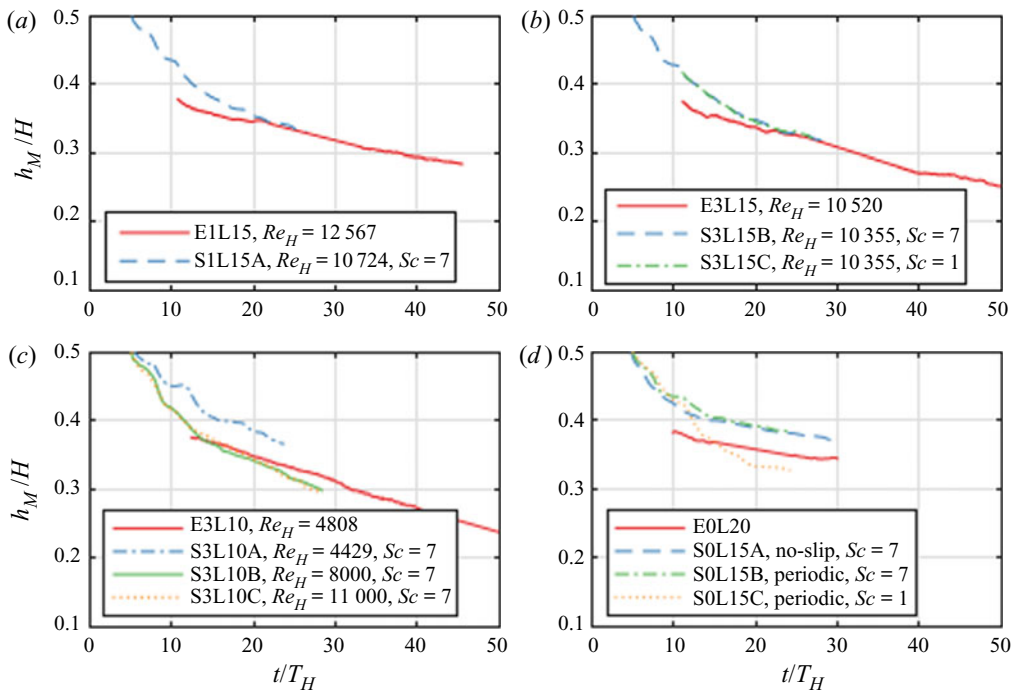 (a)
0.5
0.4
0.3
0.2
0.1
h_M/H
E1L15, Re_H = 12 567
S1L15A, Re_H = 10 724, Sc = 7
0 10 20 30 40 50
(b)
0.5
0.4
0.3
0.2
0.1
E3L15, Re_H = 10 520
S3L15B, Re_H = 10 355, Sc = 7
S3L15C, Re_H = 10 355, Sc = 1
0 10 20 30 40 50
(c)
0.5
0.4
0.3
0.2
0.1
h_M/H
E3L10, Re_H = 4808
S3L10A, Re_H = 4429, Sc = 7
S3L10B, Re_H = 8000, Sc = 7
S3L10C, Re_H = 11 000, Sc = 7
0 10 20 30 40 50
t/T_H
(d)
0.5
0.4
0.3
0.2
0.1
E0L20
S0L15A, no-slip, Sc = 7
S0L15B, periodic, Sc = 7
S0L15C, periodic, Sc = 1
0 10 20 30 40 50
t/T_H